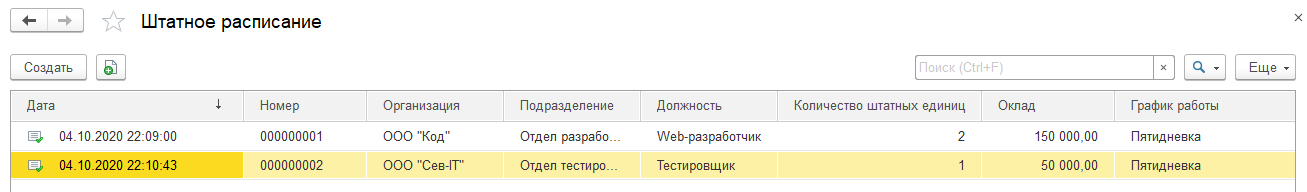 Штатное расписание
Создать Поиск (Ctrl+F) × Еще
Дата ↓ Номер Организация Подразделение Должность Количество штатных единиц Оклад График работы
04.10.2020 22:09:00 000000001 ООО "Код" Отдел разрабо... Web-разработчик 2 150 000,00 Пятидневка
04.10.2020 22:10:43 000000002 ООО "Сев-IT" Отдел тестиро... Тестировщик 1 50 000,00 Пятидневка